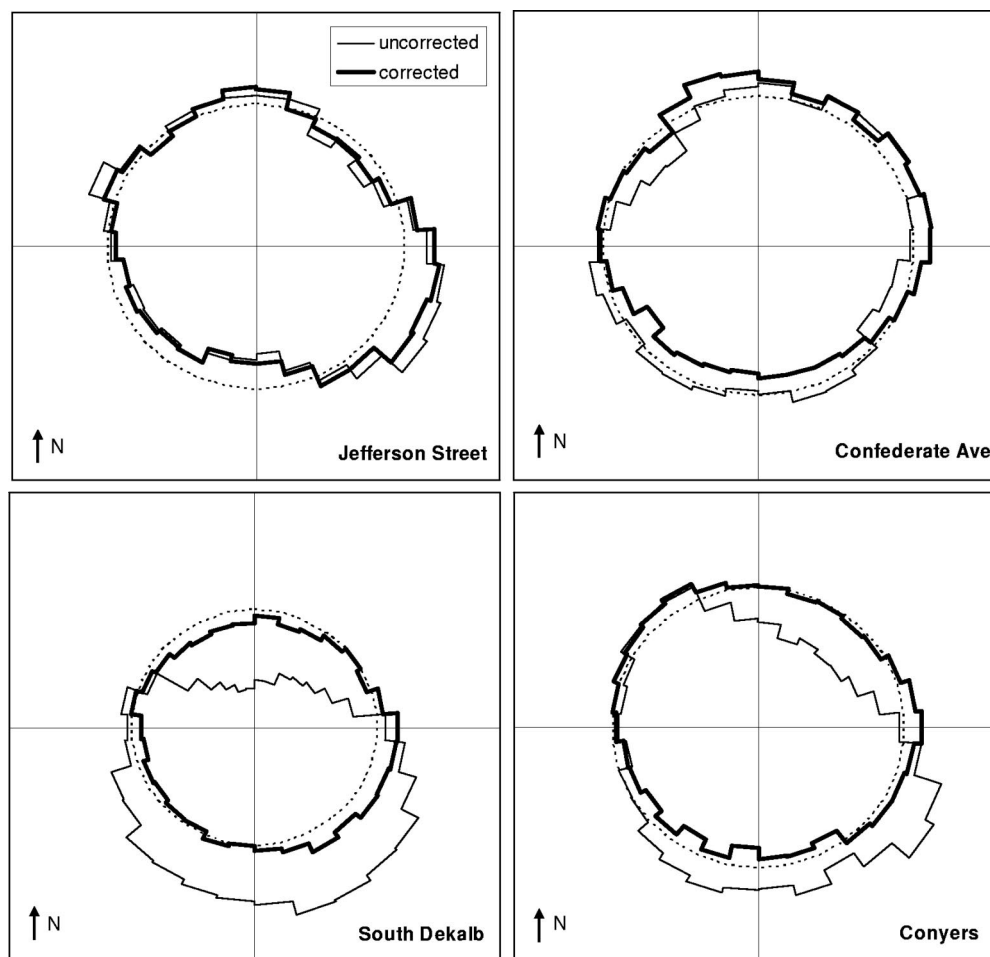 uncorrected
corrected
N
Jefferson Street
N
Confederate Ave
N
South Dekalb
N
Conyers